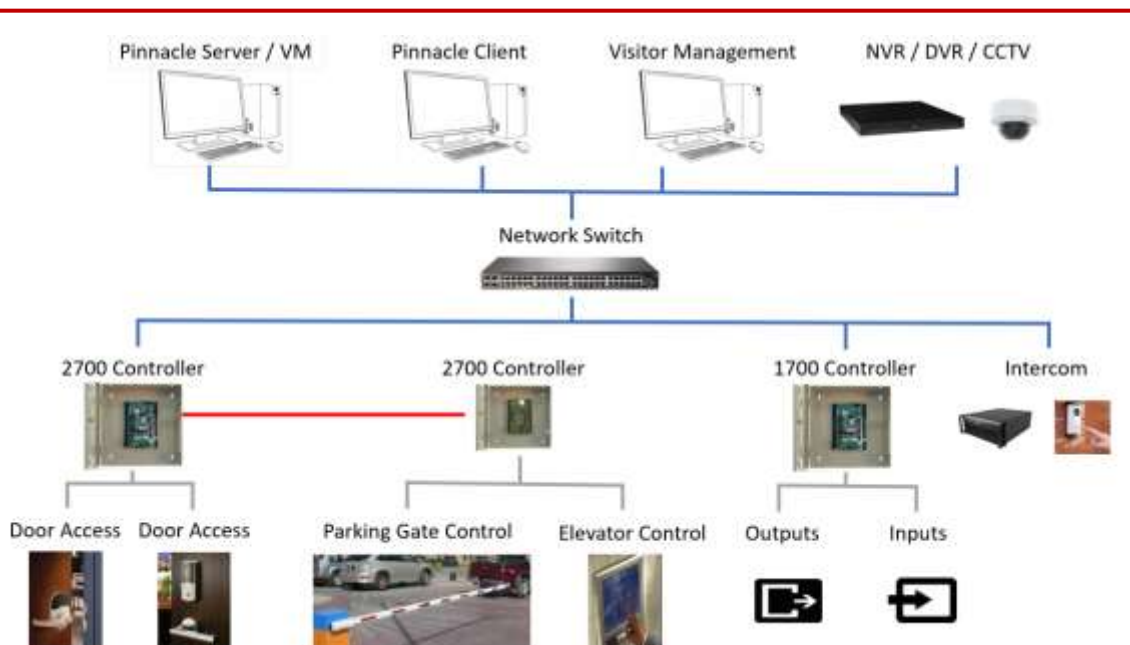 Pinnacle Server / VM
Pinnacle Client
Visitor Management
NVR / DVR / CCTV
Network Switch
2700 Controller
2700 Controller
1700 Controller
Intercom
Door Access
Door Access
Parking Gate Control
Elevator Control
Outputs
Inputs